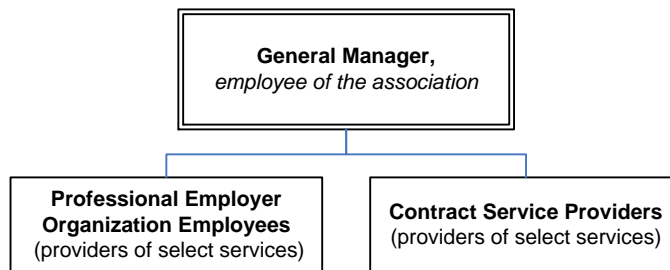 General Manager,
employee of the association
Professional Employer
Organization Employees
(providers of select services)
Contract Service Providers
(providers of select services)